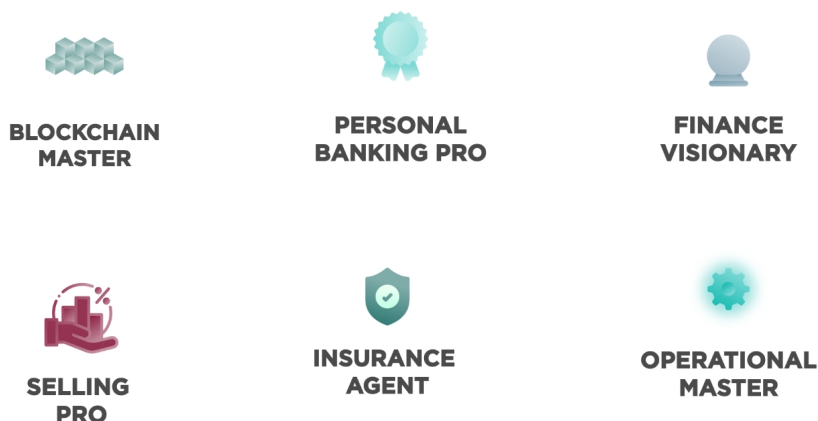 BLOCKCHAIN
MASTER
PERSONAL
BANKING PRO
FINANCE
VISIONARY
SELLING
PRO
INSURANCE
AGENT
OPERATIONAL
MASTER